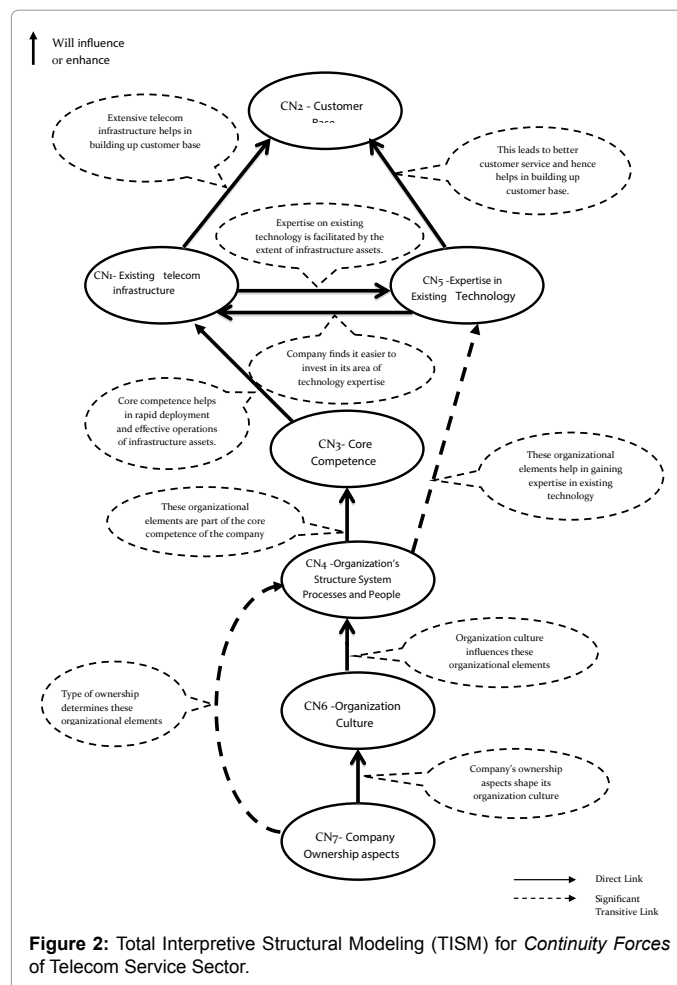 Will influence
or enhance
CN2 - Customer
Extensive telecom
infrastructure helps in
building up customer base
This leads to better
customer service and hence
helps in building up
customer base.
Expertise on existing
technology is facilitated by the
extent of infrastructure assets.
CN1- Existing telecom
infrastructure
CN5 -Expertise in
Existing Technology
Company finds it easier to
invest in its area of
technology expertise
Core competence helps
in rapid deployment
and effective operations
of infrastructure assets.
CN3- Core
Competence
These organizational
elements help in gaining
expertise in existing
technology
These organizational
elements are part of the core
competence of the company
CN4 -Organization's
Structure System
Processes and People
Organization culture
influences these
organizational elements
Type of ownership
determines these
organizational elements
CN6 -Organization
Culture
Company's ownership
aspects shape its
organization culture
CN7- Company
Ownership aspects
Direct Link
Significant
Transitive Link
Figure 2: Total Interpretive Structural Modeling (TISM) for Continuity Forces
of Telecom Service Sector.